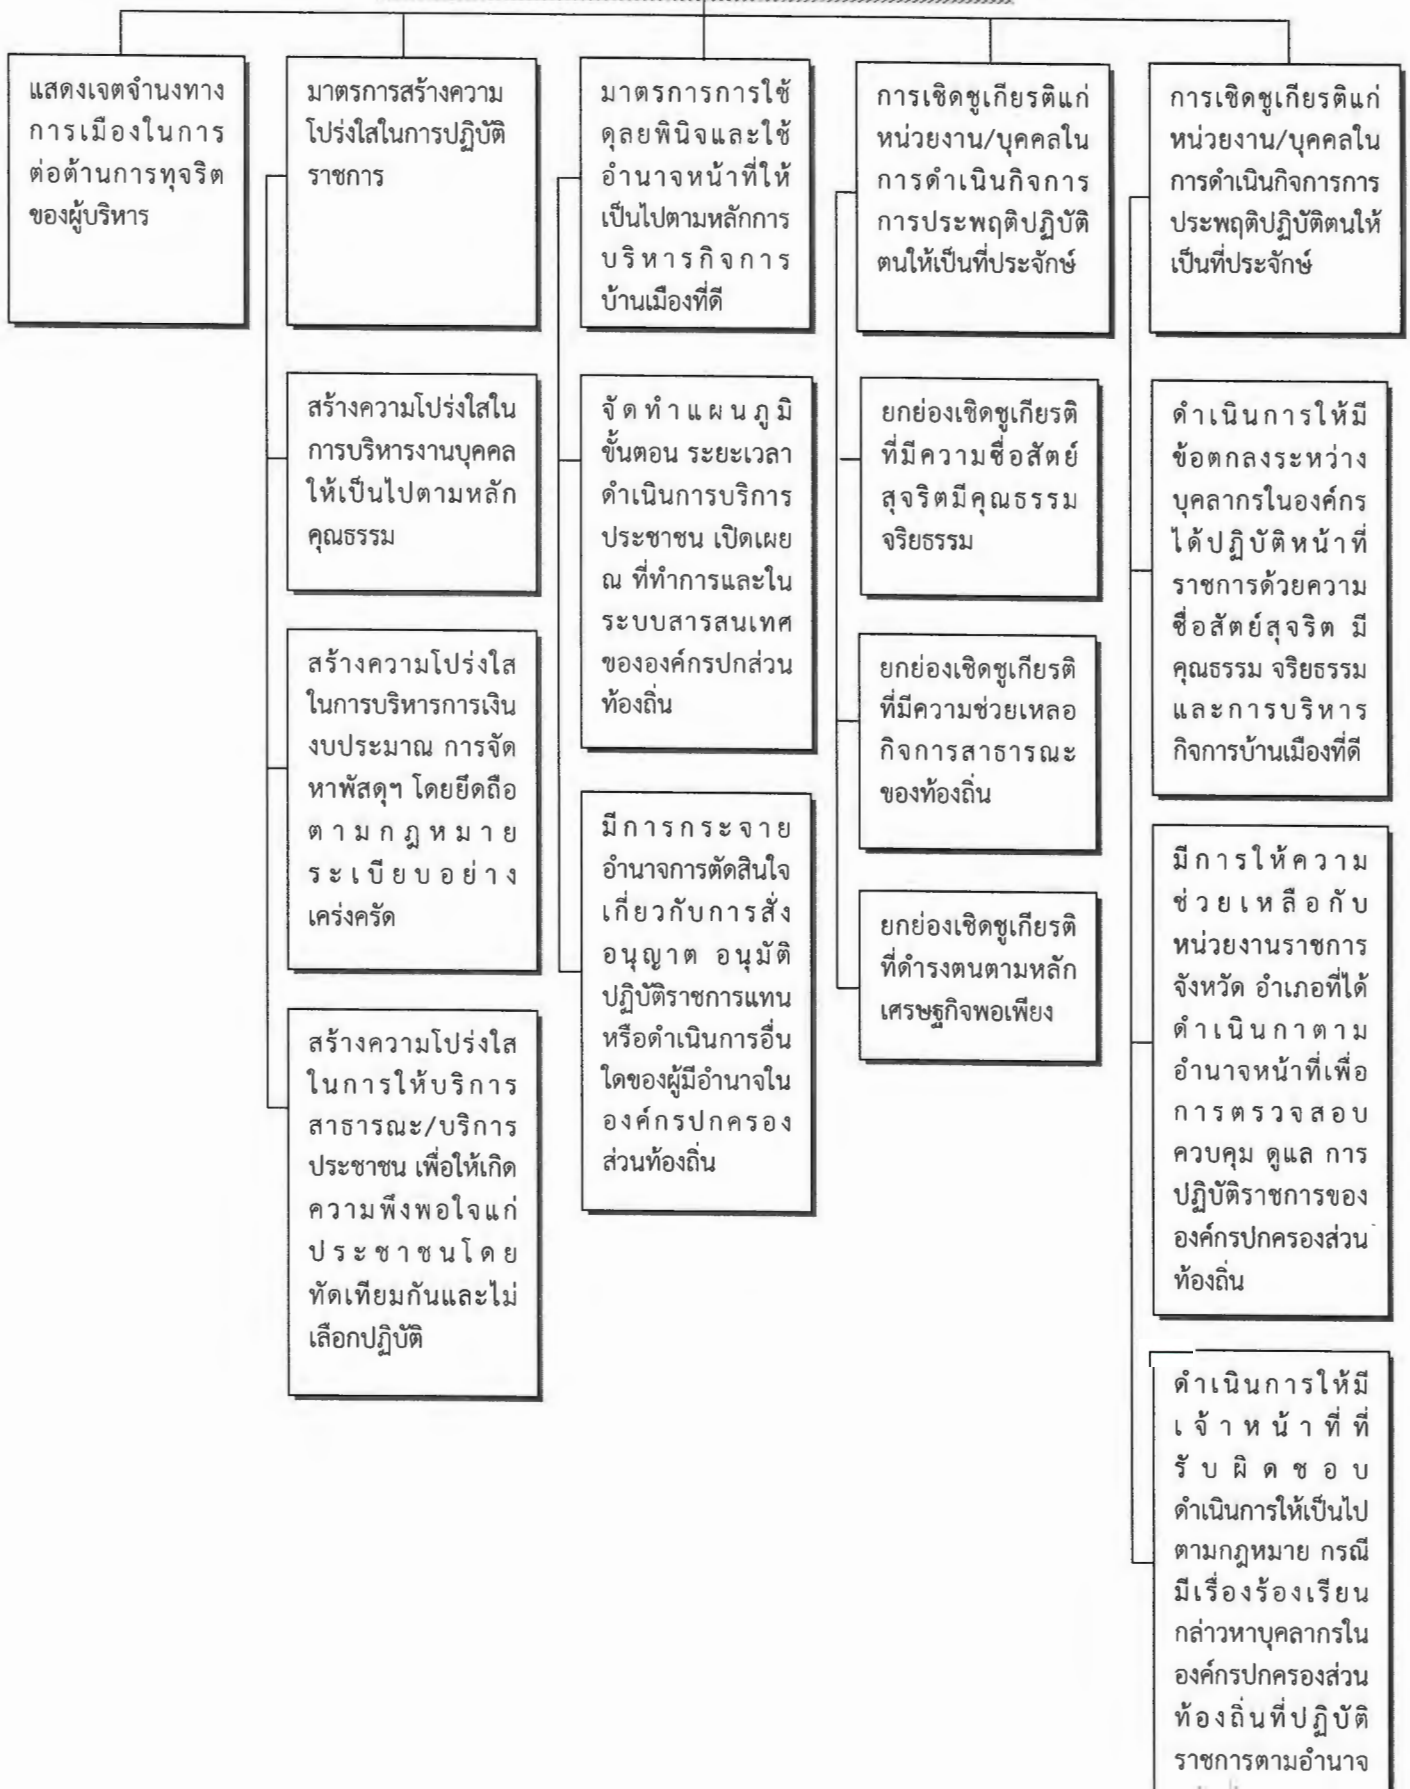 แสดงเจตจำนงทาง
การเมืองในการ
ต่อต้านการทุจริต
ของผู้บริหาร
มาตรการสร้างความ
โปร่งใสในการปฏิบัติ
ราชการ
สร้างความโปร่งใสใน
การบริหารงานบุคคล
ให้เป็นไปตามหลัก
คุณธรรม
สร้างความโปร่งใส
ในการบริหารการเงิน
งบประมาณ การจัด
หาพัสดุฯ โดยยึดถือ
ตามกฎหมาย
ระเบียบอย่าง
เคร่งครัด
สร้างความโปร่งใส
ในการให้บริการ
สาธารณะ/บริการ
ประชาชน เพื่อให้เกิด
ความพึงพอใจแก่
ประชาชนโดย
ทัดเทียมกันและไม่
เลือกปฏิบัติ
มาตรการการใช้
ดุลยพินิจและใช้
อำนาจหน้าที่ให้
เป็นไปตามหลักการ
บริหารกิจการ
บ้านเมืองที่ดี
จัดทำแผนภูมิ
ขั้นตอน ระยะเวลา
ดำเนินการบริการ
ประชาชน เปิดเผย
ณ ที่ทำการและใน
ระบบสารสนเทศ
ขององค์กรปกส่วน
ท้องถิ่น
มีการกระจาย
อำนาจการตัดสินใจ
เกี่ยวกับการสั่ง
อนุญาต อนุมัติ
ปฏิบัติราชการแทน
หรือดำเนินการอื่น
ใดของผู้มีอำนาจใน
องค์กรปกครอง
ส่วนท้องถิ่น
การเชิดชูเกียรติแก่
หน่วยงาน/บุคคลใน
การดำเนินกิจการ
การประพฤติปฏิบัติ
ตนให้เป็นที่ประจักษ์
ยกย่องเชิดชูเกียรติ
ที่มีความซื่อสัตย์
สุจริตมีคุณธรรม
จริยธรรม
ยกย่องเชิดชูเกียรติ
ที่มีความช่วยเหลอ
กิจการสาธารณะ
ของท้องถิ่น
ยกย่องเชิดชูเกียรติ
ที่ดำรงตนตามหลัก
เศรษฐกิจพอเพียง
การเชิดชูเกียรติแก่
หน่วยงาน/บุคคลใน
การดำเนินกิจการการ
ประพฤติปฏิบัติตนให้
เป็นที่ประจักษ์
ดำเนินการให้มี
ข้อตกลงระหว่าง
บุคลากรในองค์กร
ได้ปฏิบัติหน้าที่
ราชการด้วยความ
ซื่อสัตย์สุจริต มี
คุณธรรม จริยธรรม
และการบริหาร
กิจการบ้านเมืองที่ดี
มีการให้ความ
ช่วยเหลือกับ
หน่วยงานราชการ
จังหวัด อำเภอที่ได้
ดำเนินกาตาม
อำนาจหน้าที่เพื่อ
การตรวจสอบ
ควบคุม ดูแล การ
ปฏิบัติราชการของ
องค์กรปกครองส่วน
ท้องถิ่น
ดำเนินการให้มี
เจ้าหน้าที่ที่
รับผิดชอบ
ดำเนินการให้เป็นไป
ตามกฎหมาย กรณี
มีเรื่องร้องเรียน
กล่าวหาบุคลากรใน
องค์กรปกครองส่วน
ท้องถิ่นที่ปฏิบัติ
ราชการตามอำนาจ